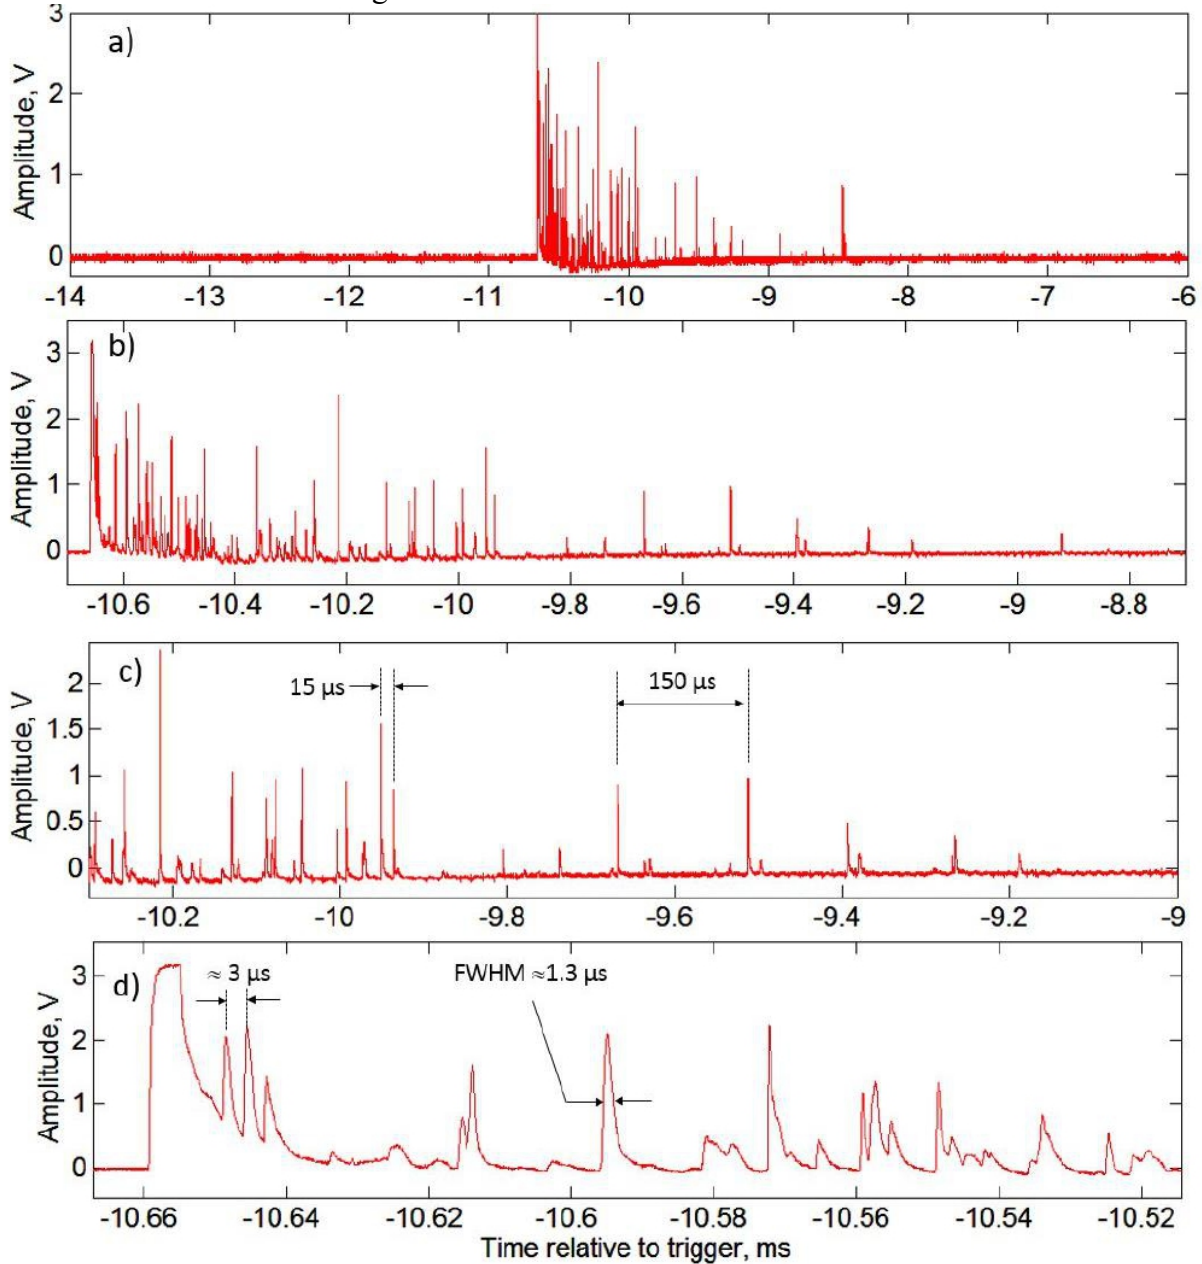 a)
Amplitude, V
3
2
1
0
-14 -13 -12 -11 -10 -9 -8 -7 -6
b)
Amplitude, V
3
2
1
0
-10.6 -10.4 -10.2 -10 -9.8 -9.6 -9.4 -9.2 -9 -8.8
c)
15 µs
150 µs
Amplitude, V
2
1.5
1
0.5
0
-10.2 -10 -9.8 -9.6 -9.4 -9.2 -9
d)
≈ 3 µs
FWHM ≈1.3 µs
Amplitude, V
3
2
1
0
-10.66 -10.64 -10.62 -10.6 -10.58 -10.56 -10.54 -10.52
Time relative to trigger, ms